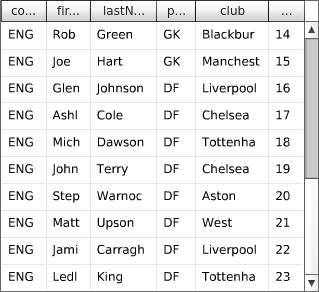 co... fir... lastN... p... club ...
ENG Rob Green GK Blackbur 14
ENG Joe Hart GK Manchest 15
ENG Glen Johnson DF Liverpool 16
ENG Ashl Cole DF Chelsea 17
ENG Mich Dawson DF Tottenha 18
ENG John Terry DF Chelsea 19
ENG Step Warnoc DF Aston 20
ENG Matt Upson DF West 21
ENG Jami Carragh DF Liverpool 22
ENG Ledl King DF Tottenha 23